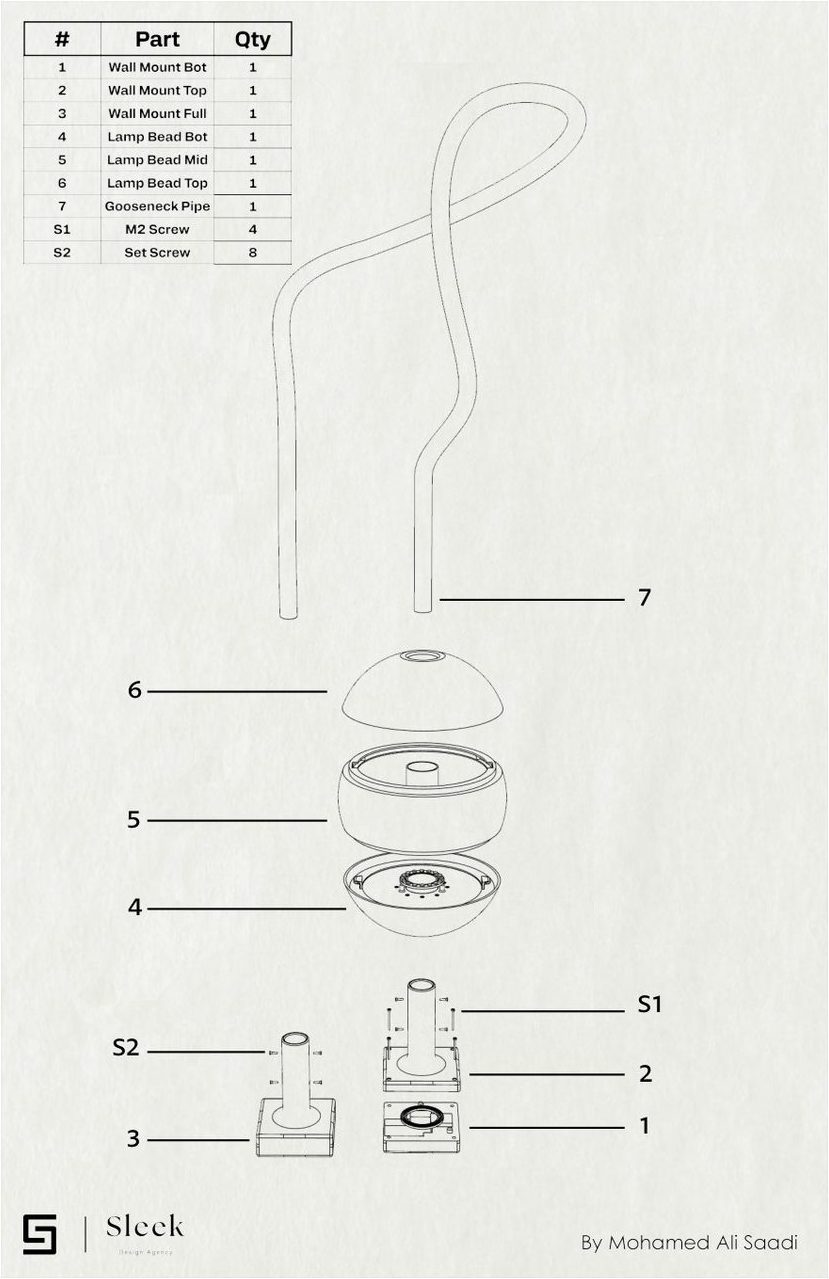 # Part Qty
1 Wall Mount Bot 1
2 Wall Mount Top 1
3 Wall Mount Full 1
4 Lamp Bead Bot 1
5 Lamp Bead Mid 1
6 Lamp Bead Top 1
7 Gooseneck Pipe 1
S1 M2 Screw 4
S2 Set Screw 8
7
6
5
4
S1
S2
2
1
3
Sleek
Design Agency
By Mohamed Ali Saadi